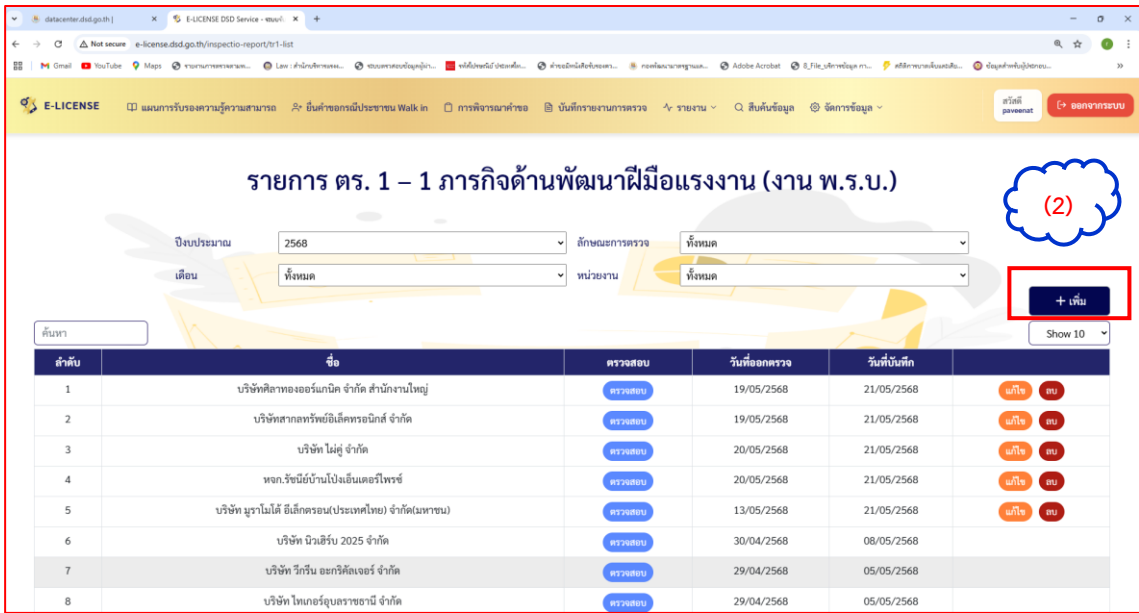 datacenter.dsd.go.th |
E-LICENSE DSD Service - ระบบ
Not secure e-license.dsd.go.th/inspectio-report/tr1-list
Gmail YouTube Maps Adobe Acrobat
E-LICENSE แผนการรับรองความรู้ความสามารถ ยื่นคำขอกรณีประชาชน Walk in การพิจารณาคำขอ บันทึกรายงานการตรวจ รายงาน สืบค้นข้อมูล จัดการข้อมูล สวัสดี paveenat ออกจากระบบ
รายการ ตร. 1 – 1 ภารกิจด้านพัฒนาฝีมือแรงงาน (งาน พ.ร.บ.)
(2)
ปีงบประมาณ 2568 ลักษณะการตรวจ ทั้งหมด
เดือน ทั้งหมด หน่วยงาน ทั้งหมด
+ เพิ่ม
ค้นหา Show 10
ลำดับ ชื่อ ตรวจสอบ วันที่ออกตรวจ วันที่บันทึก
1 บริษัทศิลาทองออร์แกนิค จำกัด สำนักงานใหญ่ ตรวจสอบ 19/05/2568 21/05/2568 แก้ไข ลบ
2 บริษัทสากลทรัพย์อิเล็คทรอนิกส์ จำกัด ตรวจสอบ 19/05/2568 21/05/2568 แก้ไข ลบ
3 บริษัท ไผ่คู่ จำกัด ตรวจสอบ 20/05/2568 21/05/2568 แก้ไข ลบ
4 หจก.รัชนีย์บ้านโป่งเอ็นเตอร์ไพรซ์ ตรวจสอบ 20/05/2568 21/05/2568 แก้ไข ลบ
5 บริษัท มูราโมโต้ อีเล็กตรอน(ประเทศไทย) จำกัด(มหาชน) ตรวจสอบ 13/05/2568 21/05/2568 แก้ไข ลบ
6 บริษัท นิวเฮิร์บ 2025 จำกัด ตรวจสอบ 30/04/2568 08/05/2568
7 บริษัท วีกรีน อะกริคัลเจอร์ จำกัด ตรวจสอบ 29/04/2568 05/05/2568
8 บริษัท ไทเกอร์อุบลราชธานี จำกัด ตรวจสอบ 29/04/2568 05/05/2568